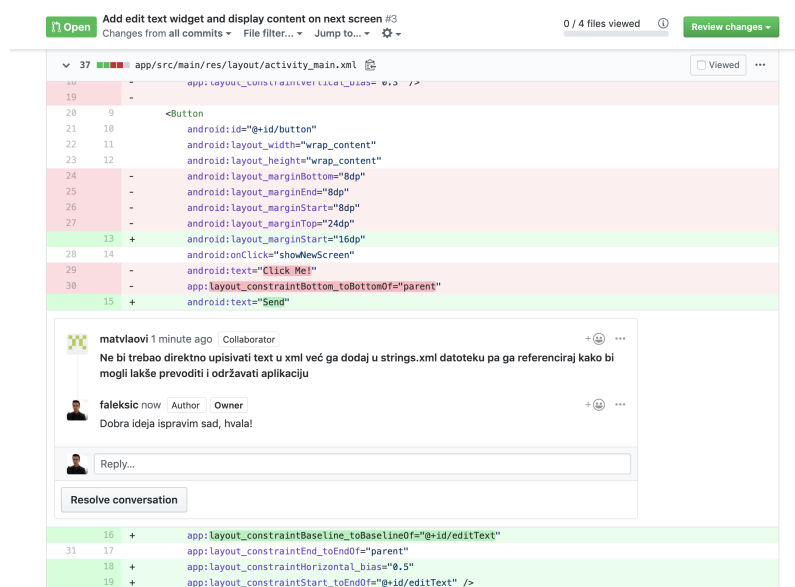 Open
Add edit text widget and display content on next screen #3
Changes from all commits File filter... Jump to...
0 / 4 files viewed
Review changes
37 app/src/main/res/layout/activity_main.xml
Viewed
18 - app:layout_constraintVertical_bias="0.3" />
19 -
20 9 <Button
21 10 android:id="@+id/button"
22 11 android:layout_width="wrap_content"
23 12 android:layout_height="wrap_content"
24 - android:layout_marginBottom="8dp"
25 - android:layout_marginEnd="8dp"
26 - android:layout_marginStart="8dp"
27 - android:layout_marginTop="24dp"
13 + android:layout_marginStart="16dp"
28 14 android:onClick="showNewScreen"
29 - android:text="Click Me!"
30 - app:layout_constraintBottom_toBottomOf="parent"
15 + android:text="Send"
matvlaovi 1 minute ago Collaborator
Ne bi trebao direktno upisivati text u xml već ga dodaj u strings.xml datoteku pa ga referenciraj kako bi
mogli lakše prevoditi i održavati aplikaciju
faleksic now Author Owner
Dobra ideja ispravim sad, hvala!
Reply...
Resolve conversation
16 + app:layout_constraintBaseline_toBaselineOf="@+id/editText"
31 17 app:layout_constraintEnd_toEndOf="parent"
18 + app:layout_constraintHorizontal_bias="0.5"
19 + app:layout_constraintStart_toEndOf="@+id/editText" />